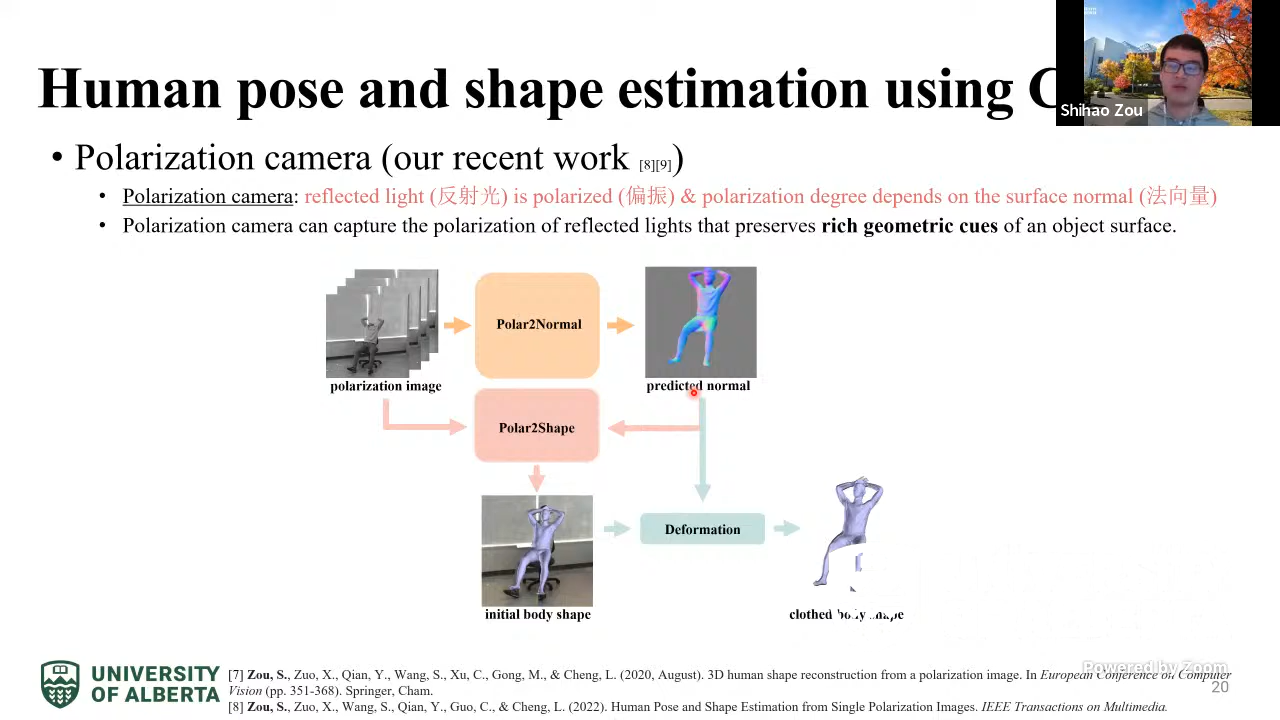 Human pose and shape estimation using
Shihao Zou
• Polarization camera (our recent work [8][9])
• Polarization camera: reflected light (反射光) is polarized (偏振) & polarization degree depends on the surface normal (法向量)
• Polarization camera can capture the polarization of reflected lights that preserves rich geometric cues of an object surface.
Polar2Normal
polarization image
predicted normal
Polar2Shape
Deformation
initial body shape
clothed
UNIVERSITY
OF ALBERTA
[7] Zou, S., Zuo, X., Qian, Y., Wang, S., Xu, C., Gong, M., & Cheng, L. (2020, August). 3D human shape reconstruction from a polarization image. In European Conference on Computer
Vision (pp. 351-368). Springer, Cham.
[8] Zou, S., Zuo, X., Wang, S., Qian, Y., Guo, C., & Cheng, L. (2022). Human Pose and Shape Estimation from Single Polarization Images. IEEE Transactions on Multimedia.
Powered by Zoom
20